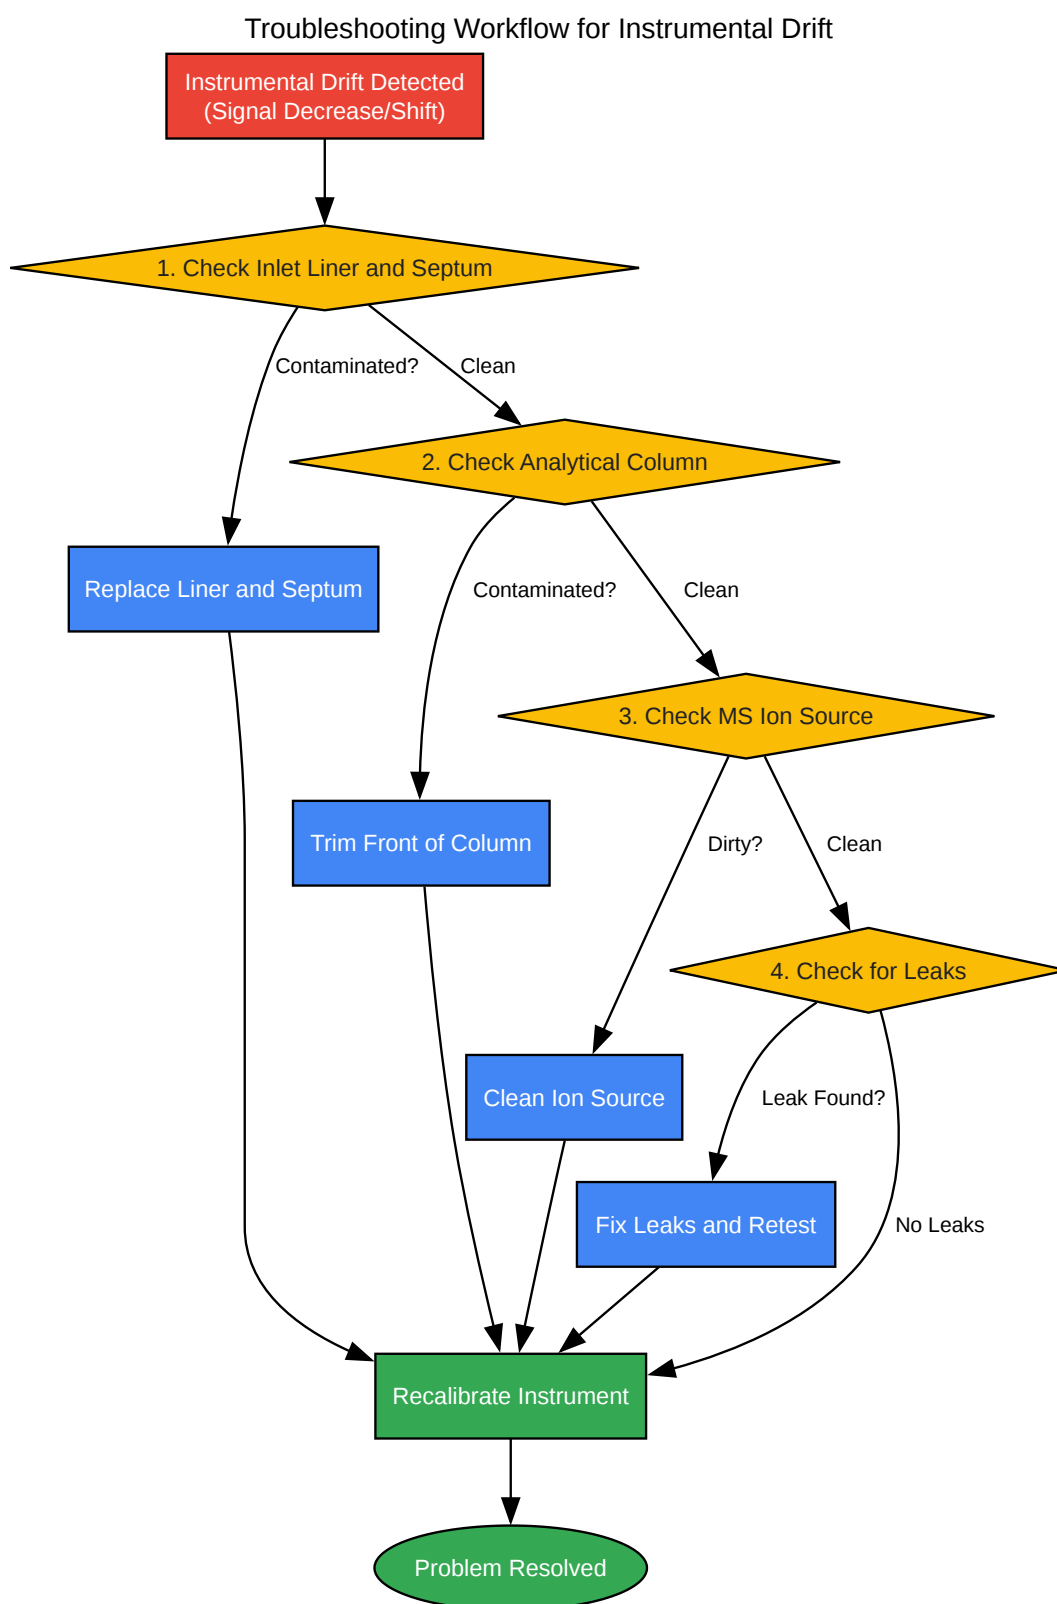 Troubleshooting Workflow for Instrumental Drift
Instrumental Drift Detected
(Signal Decrease/Shift)
1. Check Inlet Liner and Septum
Contaminated?
Clean
2. Check Analytical Column
Replace Liner and Septum
Contaminated?
Clean
3. Check MS Ion Source
Trim Front of Column
Dirty?
Clean
4. Check for Leaks
Clean Ion Source
Leak Found?
Fix Leaks and Retest
No Leaks
Recalibrate Instrument
Problem Resolved